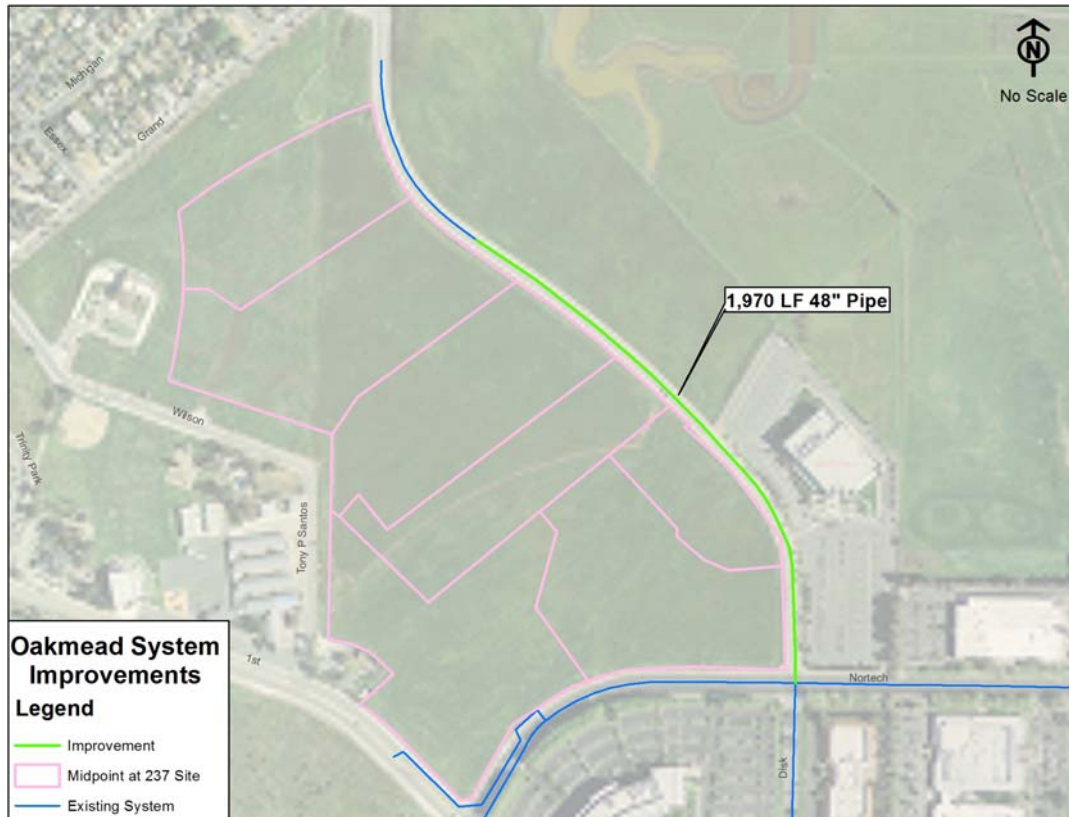 N
No Scale
Michigan
Essex
Grand
1,970 LF 48" Pipe
Wilson
Trinity Park
Tony P Santos
1st
Nortech
Disk
Oakmead System
Improvements
Legend
Improvement
Midpoint at 237 Site
Existing System